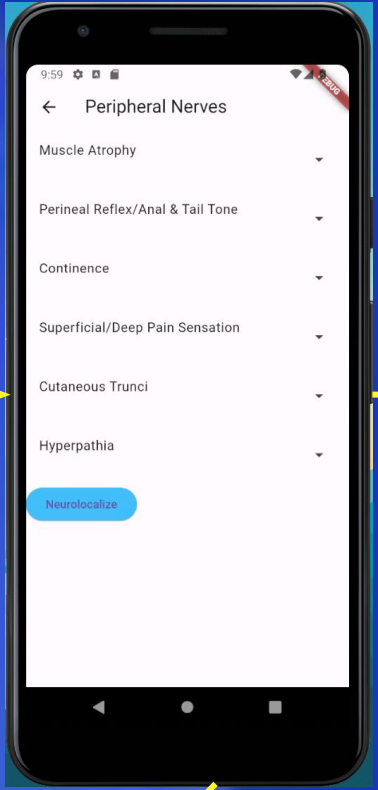 9:59
DEBUG
Peripheral Nerves
Muscle Atrophy
Perineal Reflex/Anal & Tail Tone
Continence
Superficial/Deep Pain Sensation
Cutaneous Trunci
Hyperpathia
Neurolocalize